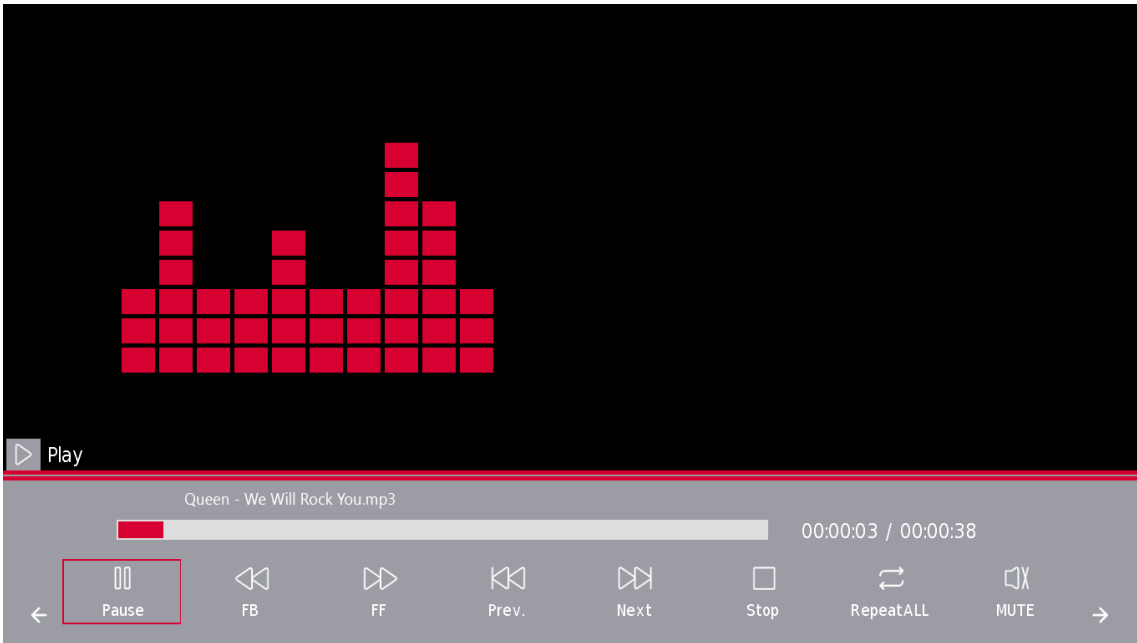 Play
Queen - We Will Rock You.mp3
00:00:03 / 00:00:38
Pause FB FF Prev. Next Stop RepeatALL MUTE